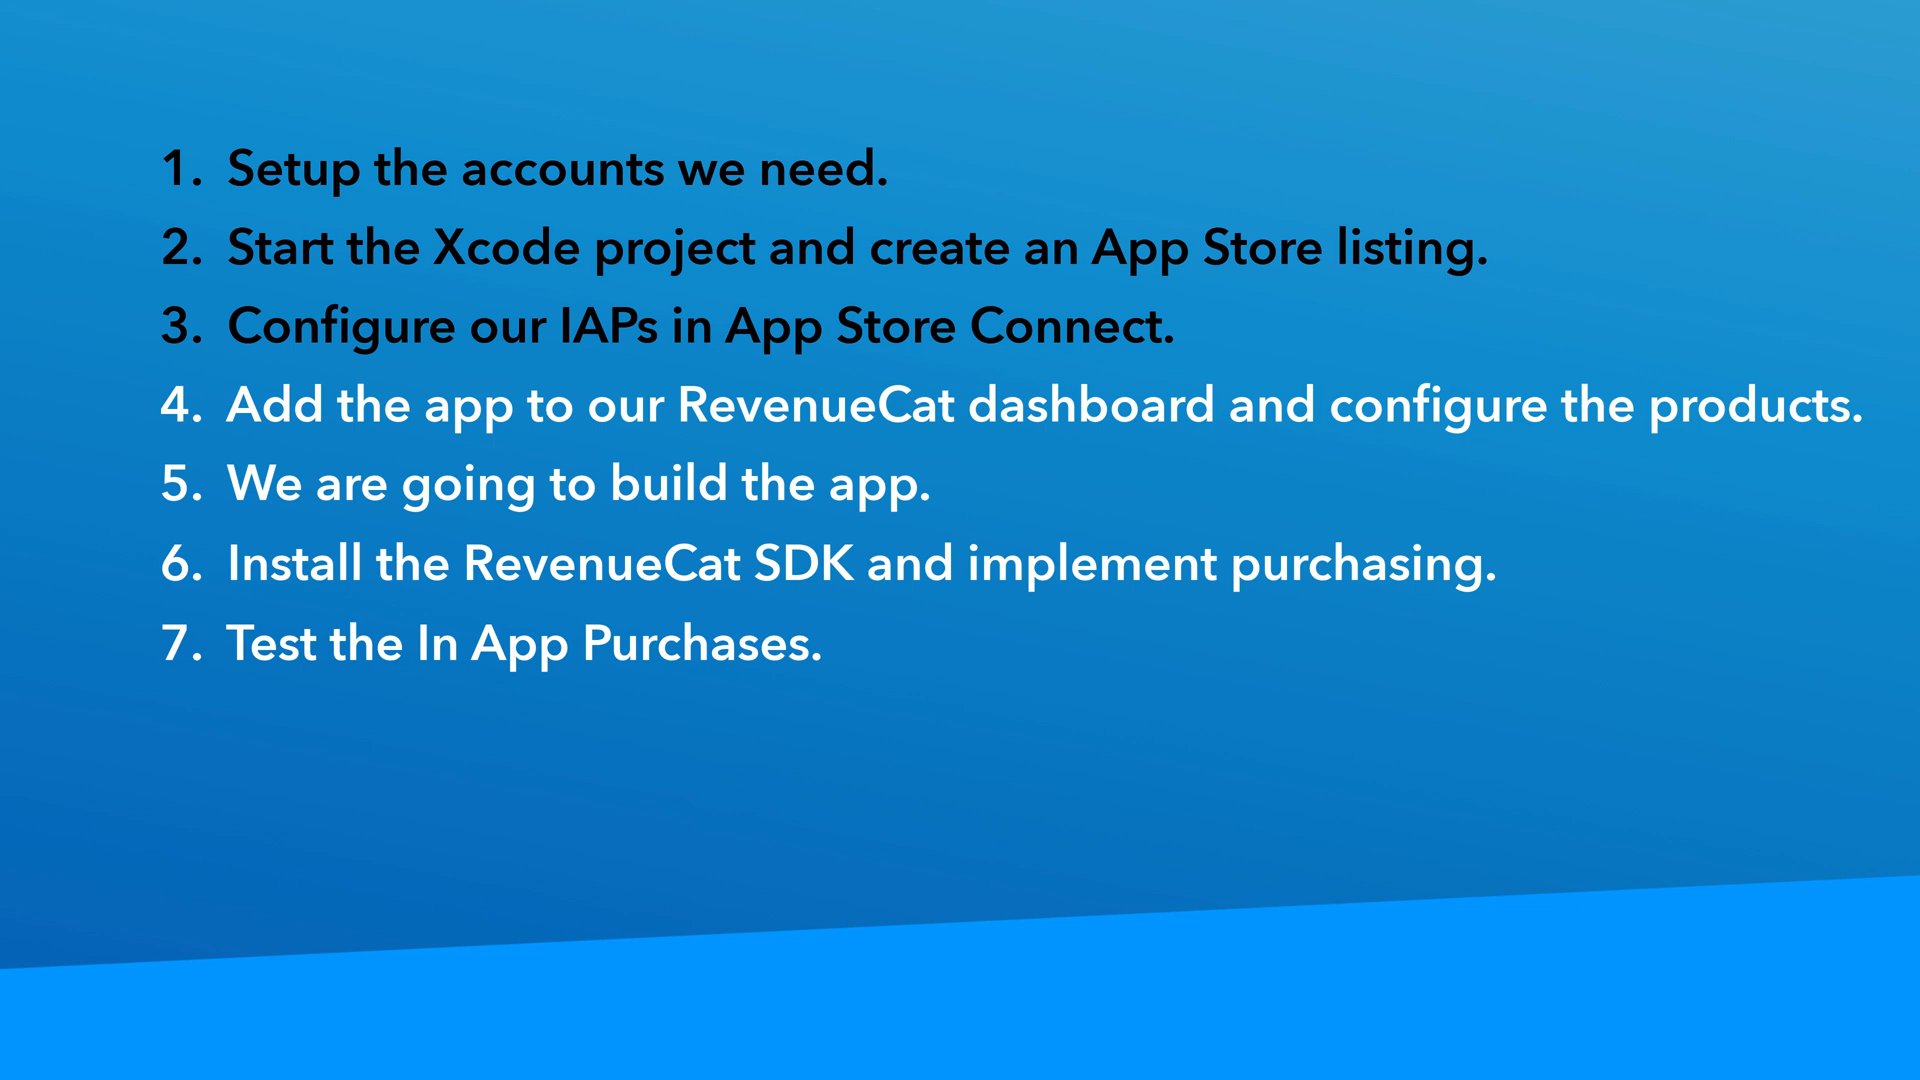 1. Setup the accounts we need.
2. Start the Xcode project and create an App Store listing.
3. Configure our IAPs in App Store Connect.
4. Add the app to our RevenueCat dashboard and configure the products.
5. We are going to build the app.
6. Install the RevenueCat SDK and implement purchasing.
7. Test the In App Purchases.